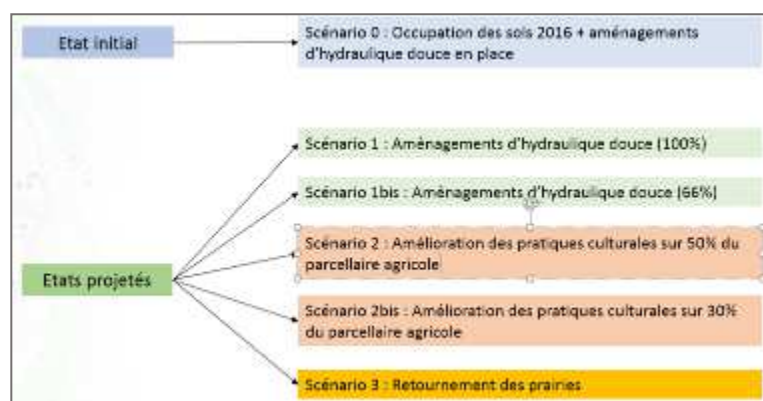 Etat initial
Scénario 0 : Occupation des sols 2016 + aménagements
d'hydraulique douce en place
Scénario 1 : Aménagements d'hydraulique douce (100%)
Scénario 1bis : Aménagements d'hydraulique douce (66%)
Etats projetés
Scénario 2 : Amélioration des pratiques culturales sur 50% du
parcellaire agricole
Scénario 2bis : Amélioration des pratiques culturales sur 30%
du parcellaire agricole
Scénario 3 : Retournement des prairies